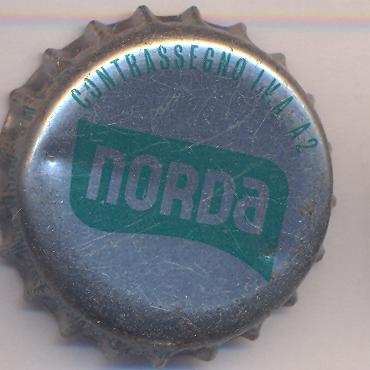 CONTRASSEGNO I.V.A. A2
NORDA